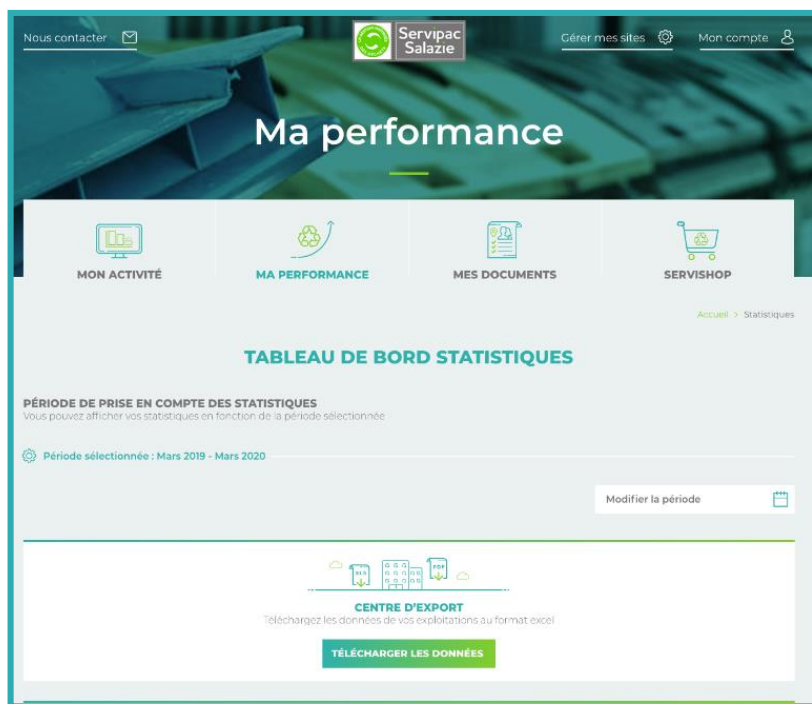 Nous contacter
Servipac
Salazie
Gérer mes sites
Mon compte
Ma performance
MON ACTIVITÉ
MA PERFORMANCE
MES DOCUMENTS
SERVISHOP
Accueil > Statistiques
TABLEAU DE BORD STATISTIQUES
PÉRIODE DE PRISE EN COMPTE DES STATISTIQUES
Vous pouvez afficher vos statistiques en fonction de la période sélectionnée
Période sélectionnée : Mars 2019 - Mars 2020
Modifier la période
XLS
PDF
CENTRE D'EXPORT
Téléchargez les données de vos exploitations au format excel
TÉLÉCHARGER LES DONNÉES